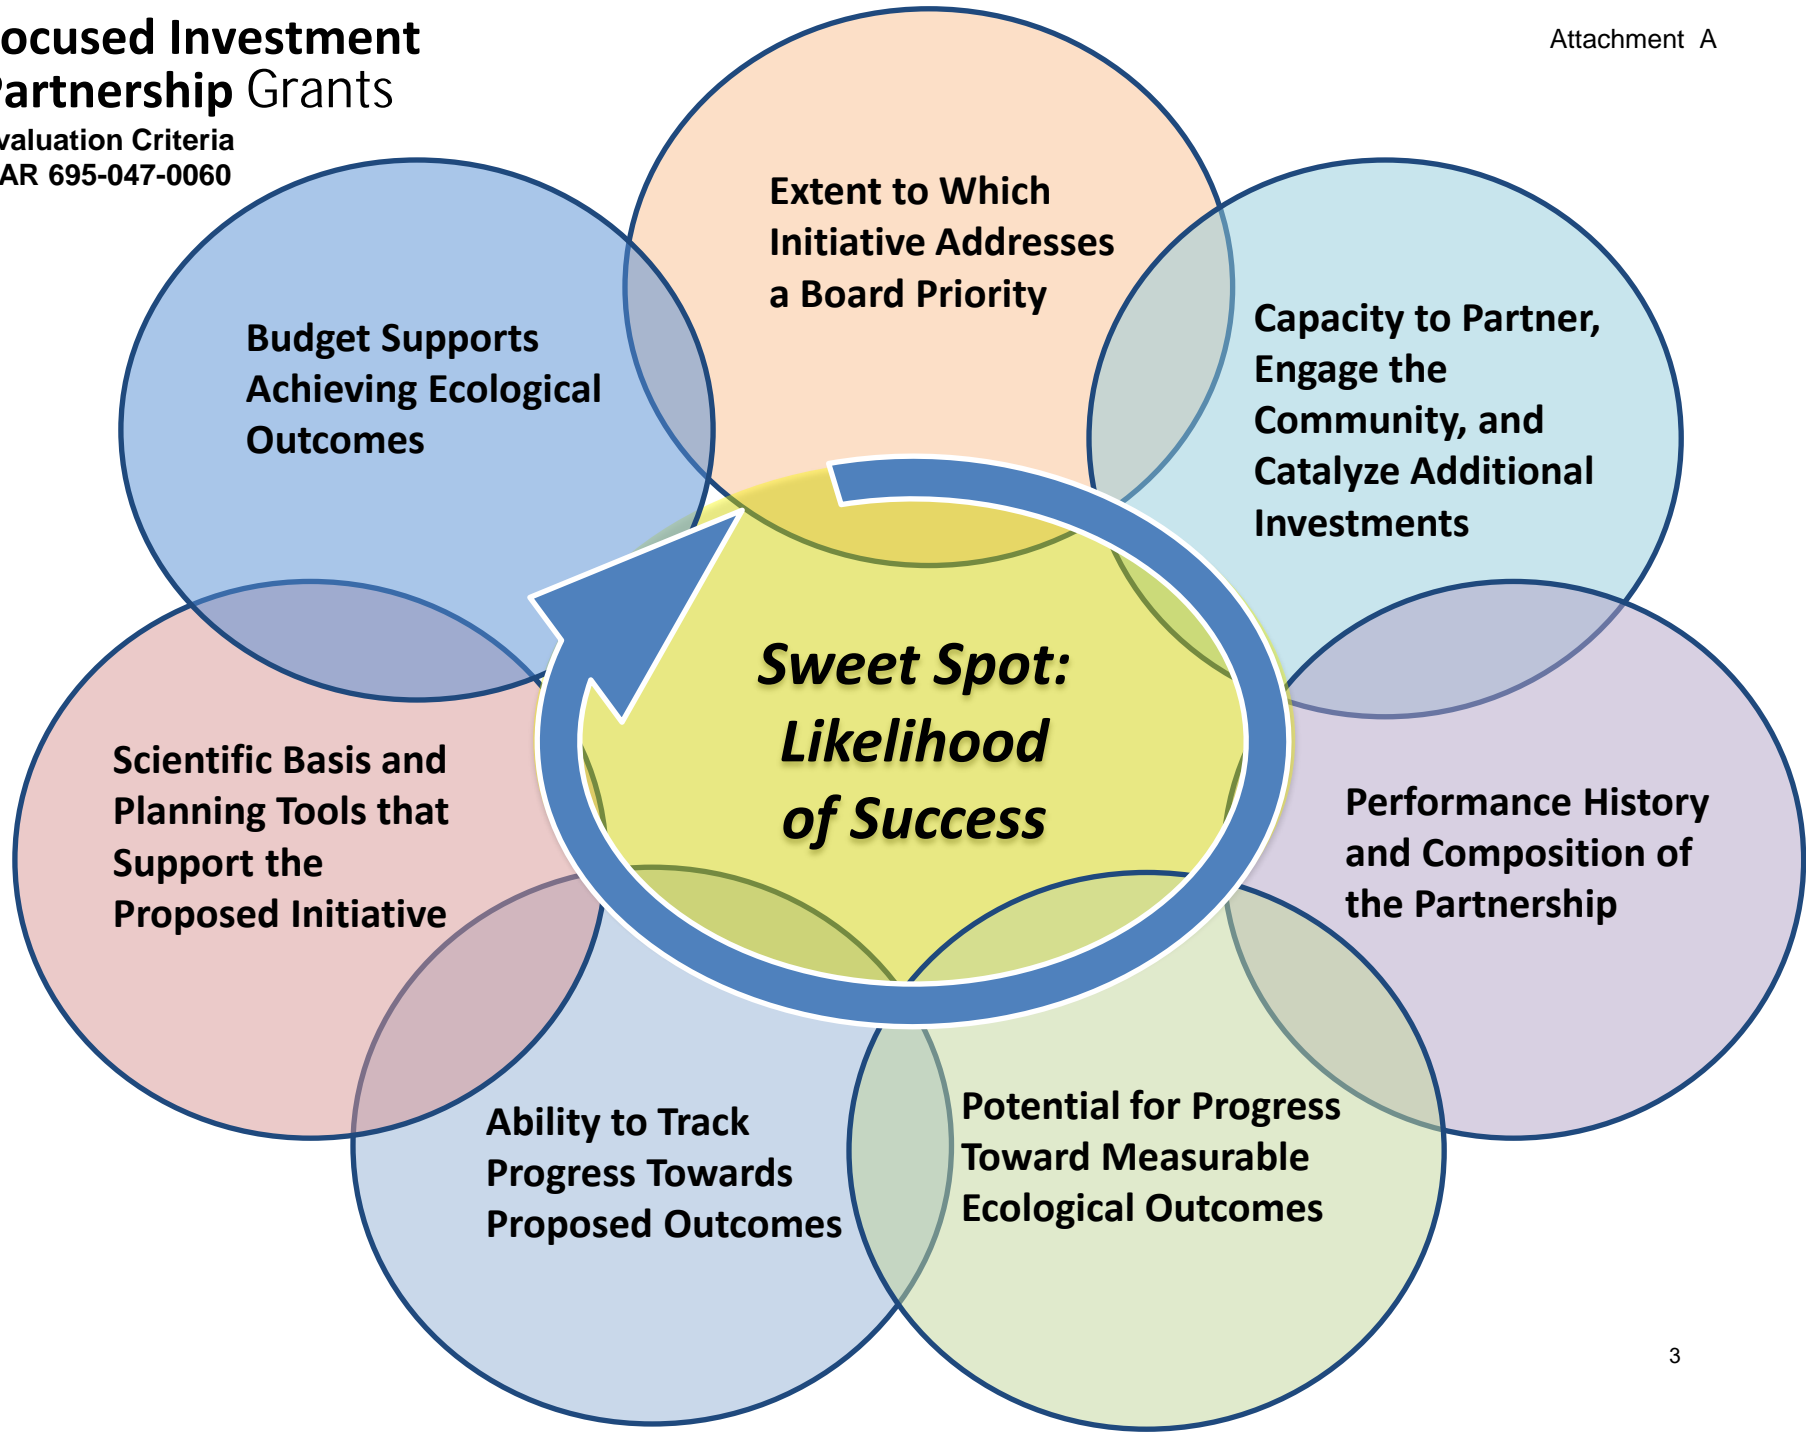 ocused Investment
Partnership Grants
valuation Criteria
AR 695-047-0060
Attachment A
Extent to Which
Initiative Addresses
a Board Priority
Capacity to Partner,
Engage the
Community, and
Catalyze Additional
Investments
Budget Supports
Achieving Ecological
Outcomes
Sweet Spot:
Likelihood
of Success
Scientific Basis and
Planning Tools that
Support the
Proposed Initiative
Performance History
and Composition of
the Partnership
Ability to Track
Progress Towards
Proposed Outcomes
Potential for Progress
Toward Measurable
Ecological Outcomes
3